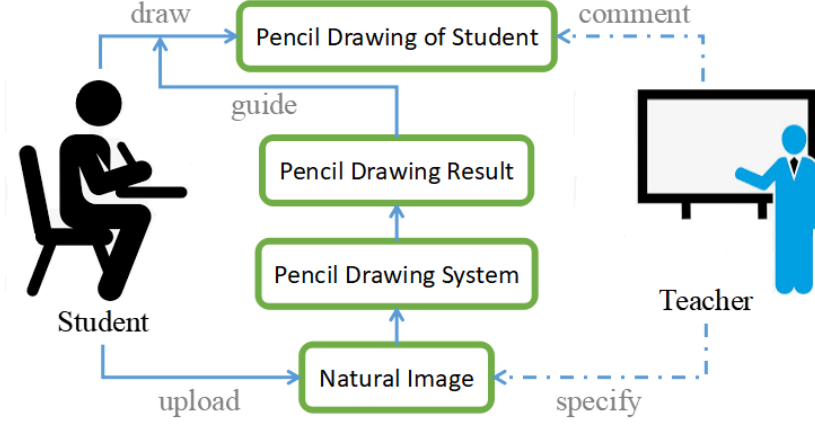 draw
Pencil Drawing of Student
comment
guide
Pencil Drawing Result
Pencil Drawing System
Student
Teacher
Natural Image
upload
specify